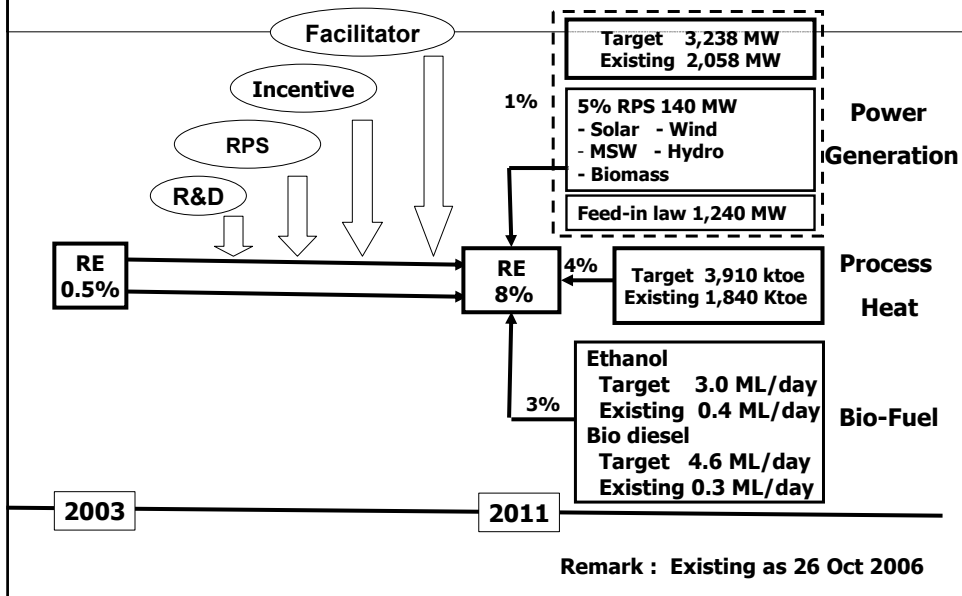 Facilitator
Incentive
RPS
R&D
RE
0.5%
RE
8%
1%
Target 3,238 MW
Existing 2,058 MW
5% RPS 140 MW
- Solar - Wind
- MSW - Hydro
- Biomass
Feed-in law 1,240 MW
Power
Generation
4%
Target 3,910 ktoe
Existing 1,840 Ktoe
Process
Heat
3%
Ethanol
Target 3.0 ML/day
Existing 0.4 ML/day
Bio diesel
Target 4.6 ML/day
Existing 0.3 ML/day
Bio-Fuel
2003
2011
Remark : Existing as 26 Oct 2006